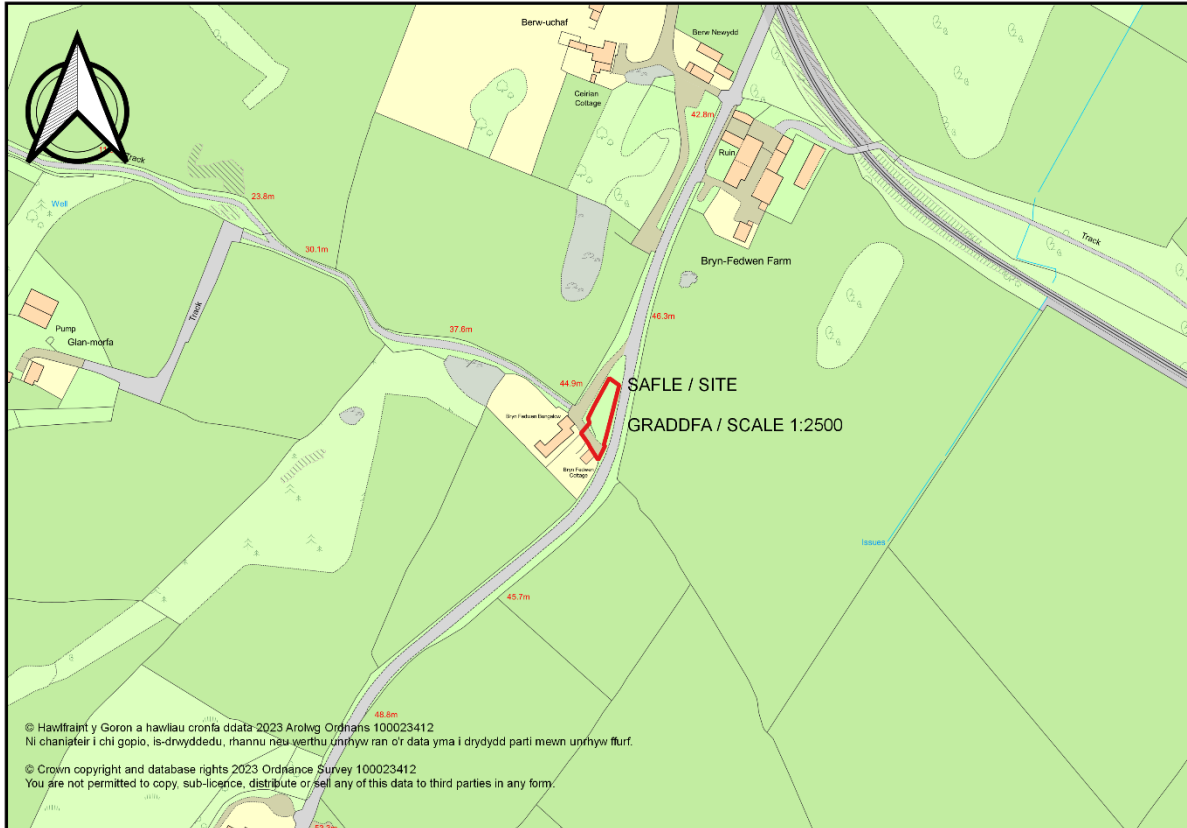 Berw-uchaf
Berw Newydd
Ceirian
Cottage
42.8m
Ruin
Track
Well
23.8m
30.1m
Track
Track
Bryn-Fedwen Farm
46.3m
37.6m
Pump
Glan-morfa
44.9m
SAFLE / SITE
Bryn Fedwen Bungalow
GRADDFA / SCALE 1:2500
Bryn Fedwen
Cottage
Issues
45.7m
48.8m
© Hawlfraint y Goron a hawliau cronfa ddata 2023 Arolwg Ordnans 100023412
Ni chaniateir i chi gopio, is-drwyddedu, rhannu neu werthu unrhyw ran o'r data yma i drydydd parti mewn unrhyw ffurf.
© Crown copyright and database rights 2023 Ordnance Survey 100023412
You are not permitted to copy, sub-licence, distribute or sell any of this data to third parties in any form.